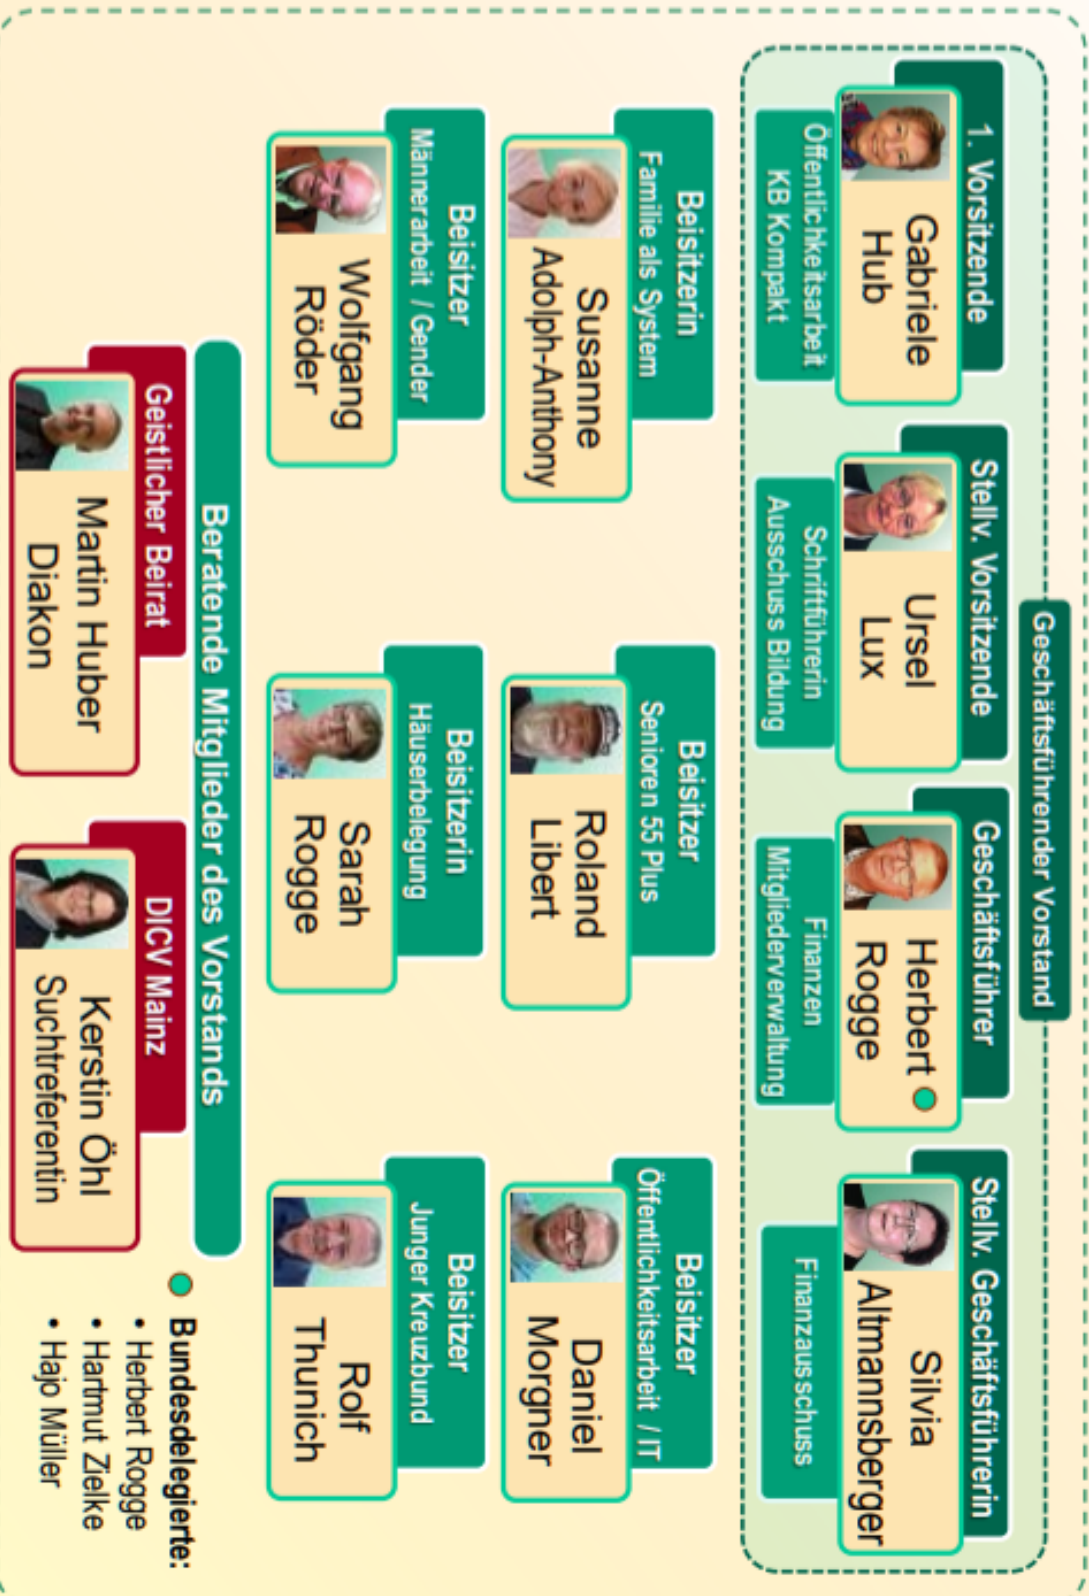 Geschäftsführender Vorstand
1. Vorsitzende
Gabriele
Hub
Öffentlichkeitsarbeit
KB Kompakt
Stellv. Vorsitzende
Ursel
Lux
Schriftführerin
Ausschuss Bildung
Geschäftsführer
Herbert
Rogge
Finanzen
Mitgliederverwaltung
Stellv. Geschäftsführerin
Silvia
Altmannsberger
Finanzausschuss
Beisitzerin
Familie als System
Susanne
Adolph-Anthony
Beisitzer
Senioren 55 Plus
Roland
Libert
Beisitzer
Öffentlichkeitsarbeit / IT
Daniel
Morgner
Beisitzer
Männerarbeit / Gender
Wolfgang
Röder
Beisitzerin
Häuserbelegung
Sarah
Rogge
Beisitzer
Junger Kreuzbund
Rolf
Thunich
Beratende Mitglieder des Vorstands
Geistlicher Beirat
Martin Huber
Diakon
DICV Mainz
Kerstin Öhl
Suchtreferentin
Bundesdelegierte:
• Herbert Rogge
• Hartmut Zielke
• Hajo Müller